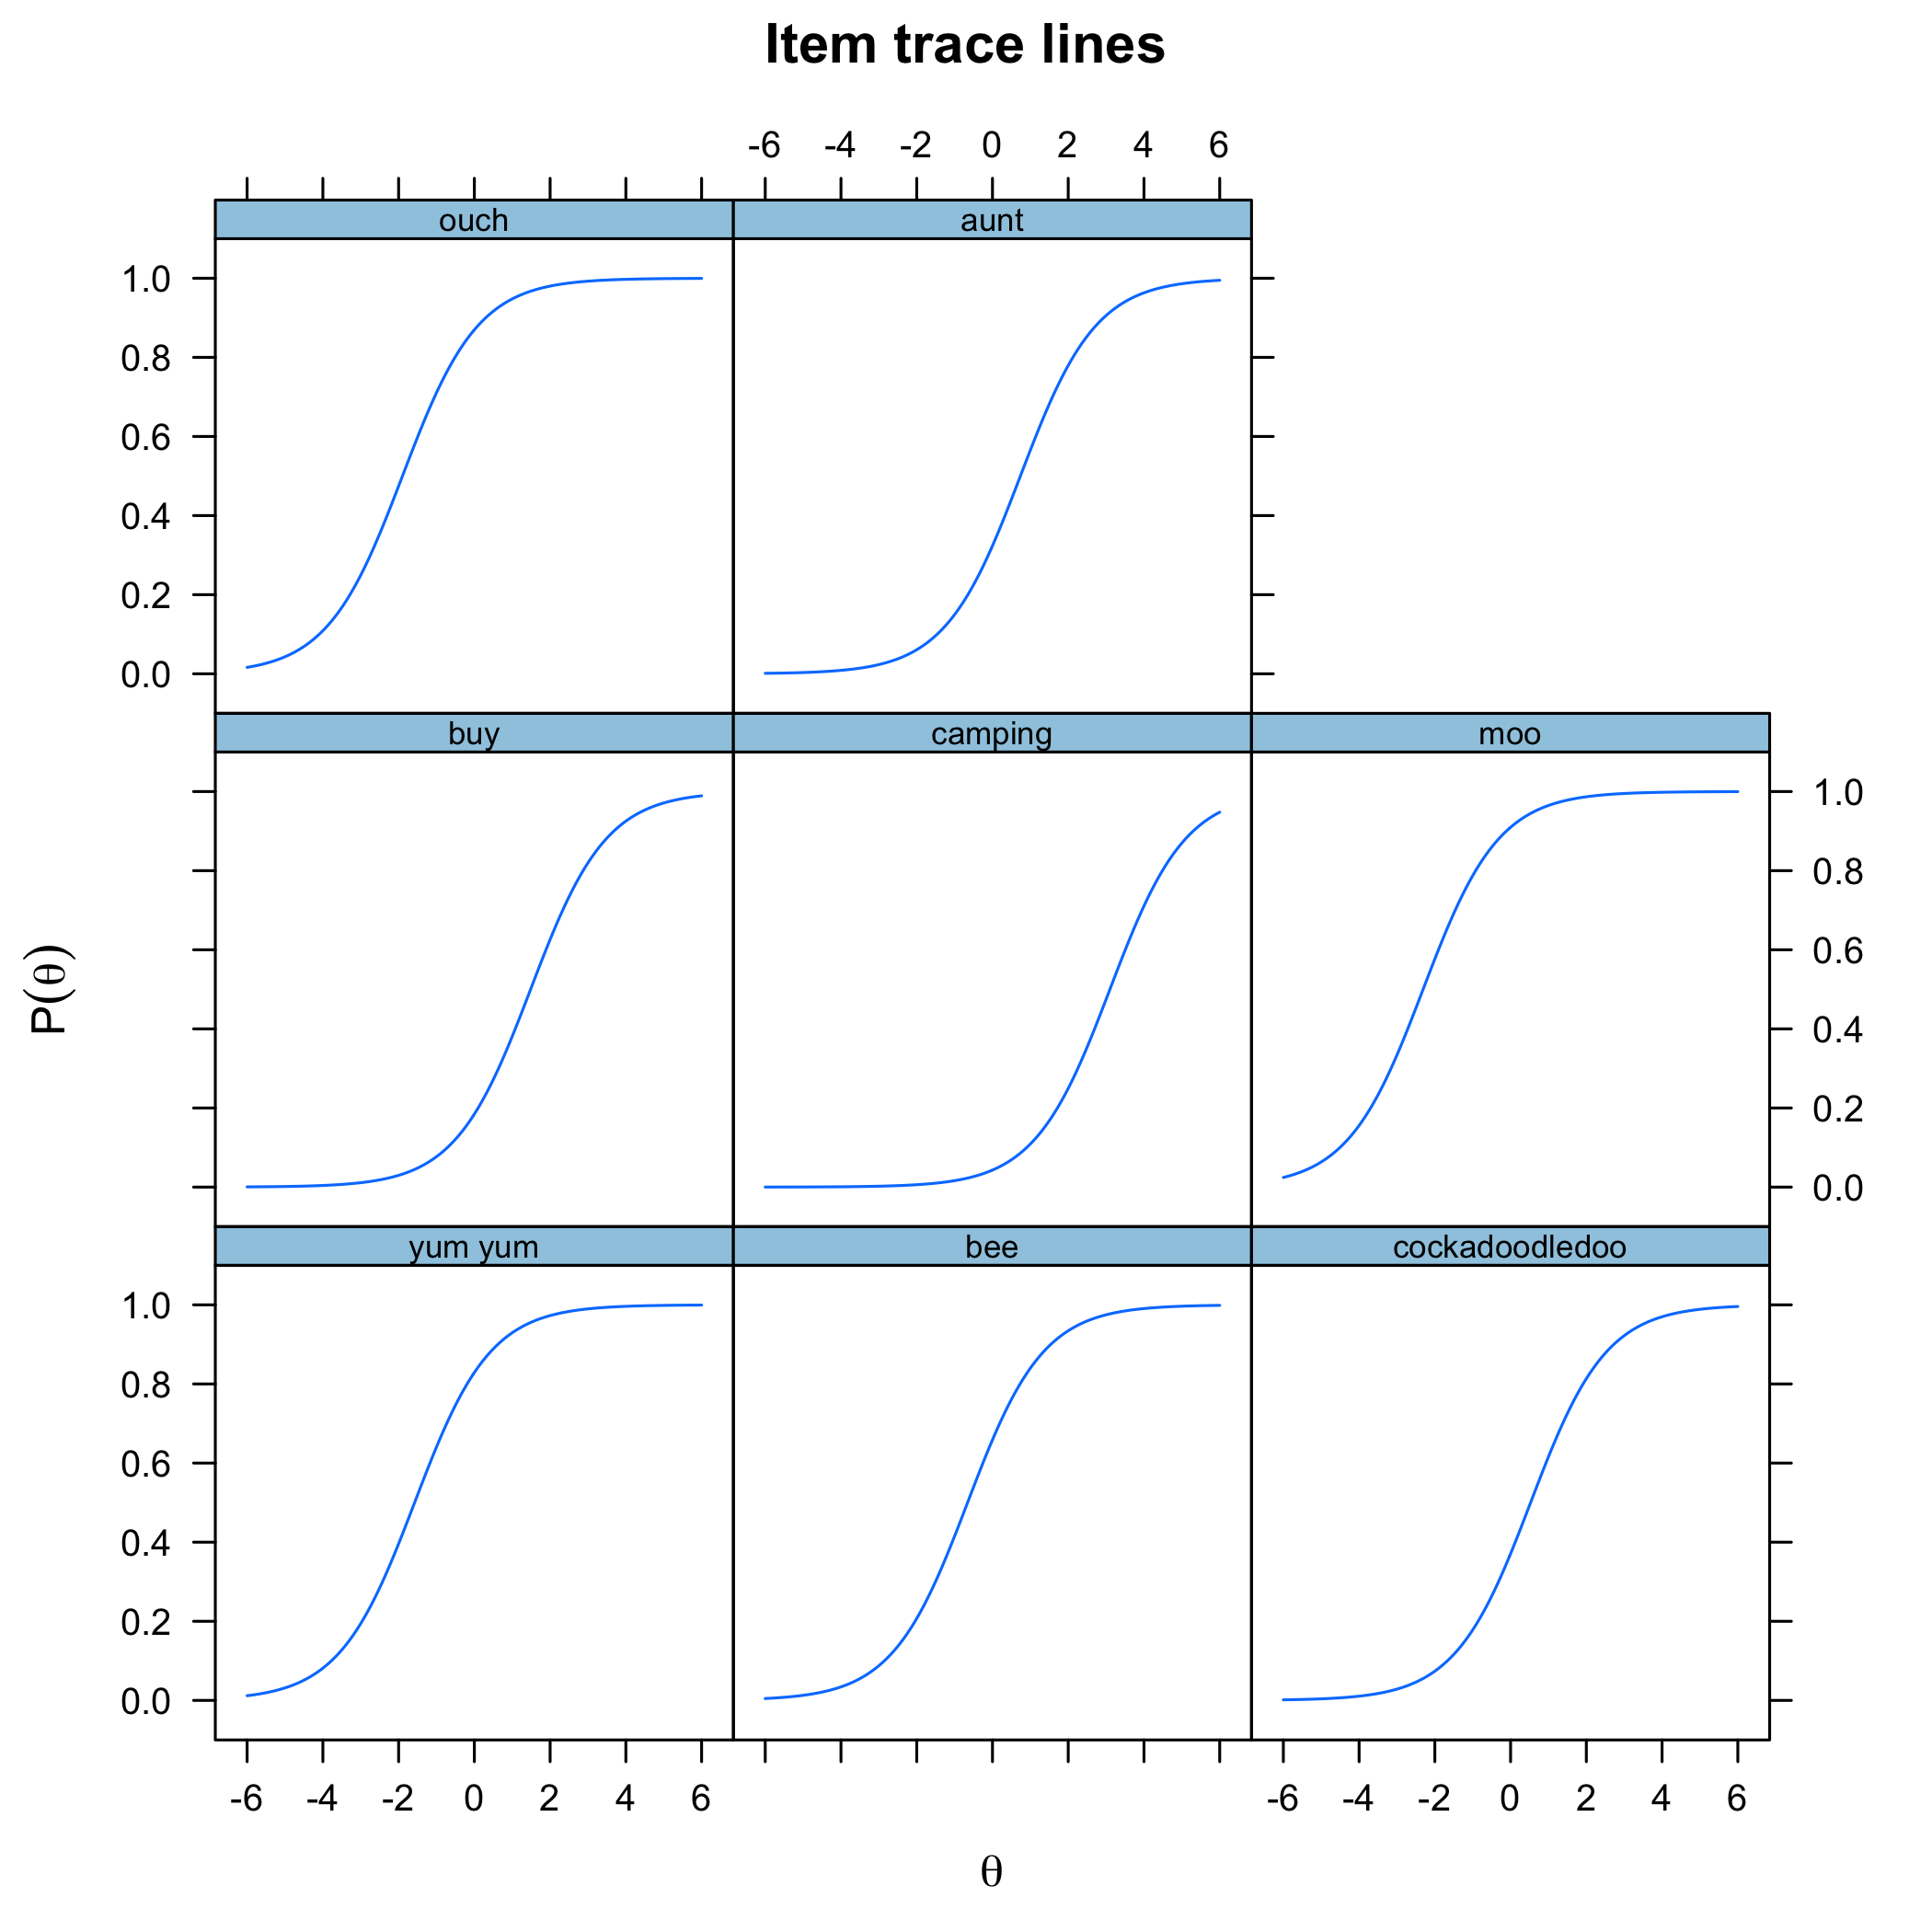 Item trace lines
-6 -4 -2 0 2 4 6
ouch aunt
1.0
0.8
0.6
0.4
0.2
0.0
buy camping moo
1.0
0.8
0.6
0.4
0.2
0.0
P(θ)
yum yum bee cockadoodledoo
1.0
0.8
0.6
0.4
0.2
0.0
-6 -4 -2 0 2 4 6 -6 -4 -2 0 2 4 6
θ